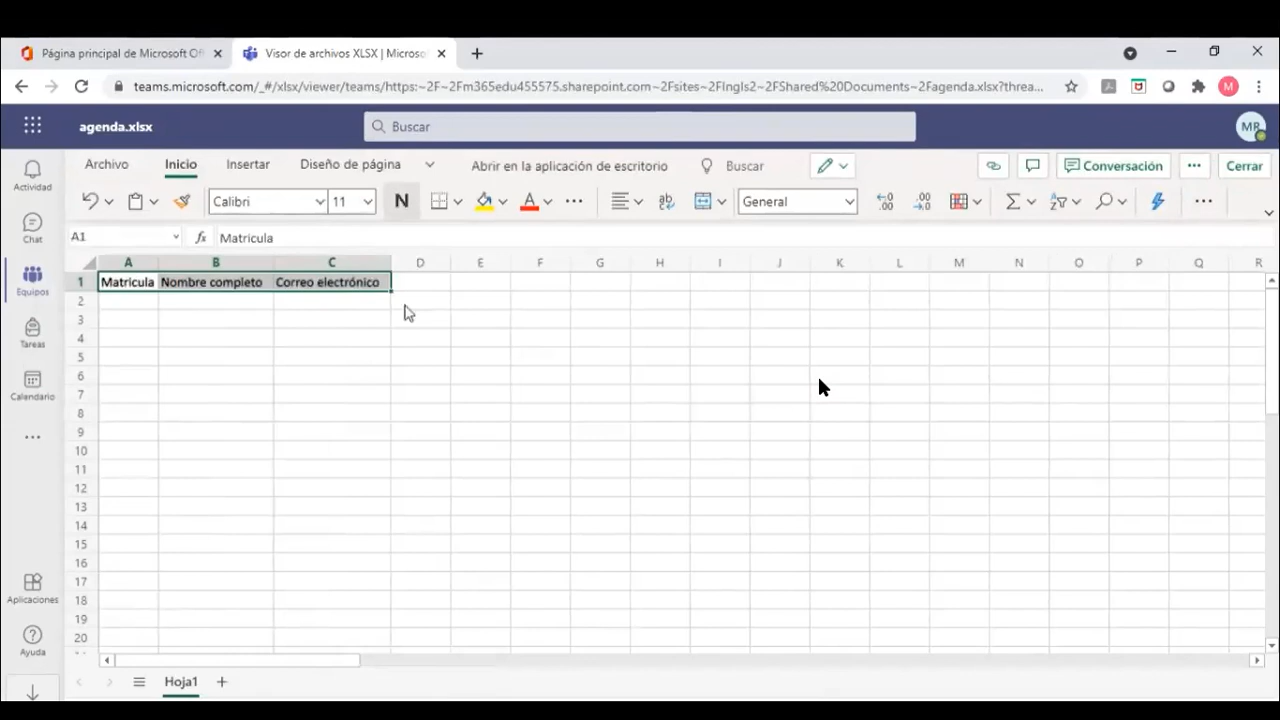 Página principal de Microsoft Of
Visor de archivos XLSX | Microso
teams.microsoft.com/_#/xlsx/viewer/teams/https:~2F~2Fm365edu455575.sharepoint.com~2Fsites~2FIngls2~2FShared%20Documents~2Fagenda.xlsx?threa...
M
agenda.xlsx
Buscar
MR
Archivo Inicio Insertar Diseño de página Abrir en la aplicación de escritorio Buscar Conversación ... Cerrar
Calibri 11 N A ... ab General Σ ...
A1 fx Matricula
A B C D E F G H I J K L M N O P Q R
1 Matricula Nombre completo Correo electrónico
2
3
4
5
6
7
8
9
10
11
12
13
14
15
16
17
18
19
20
Actividad
Chat
Equipos
Tareas
Calendario
...
Aplicaciones
Ayuda
Hoja1